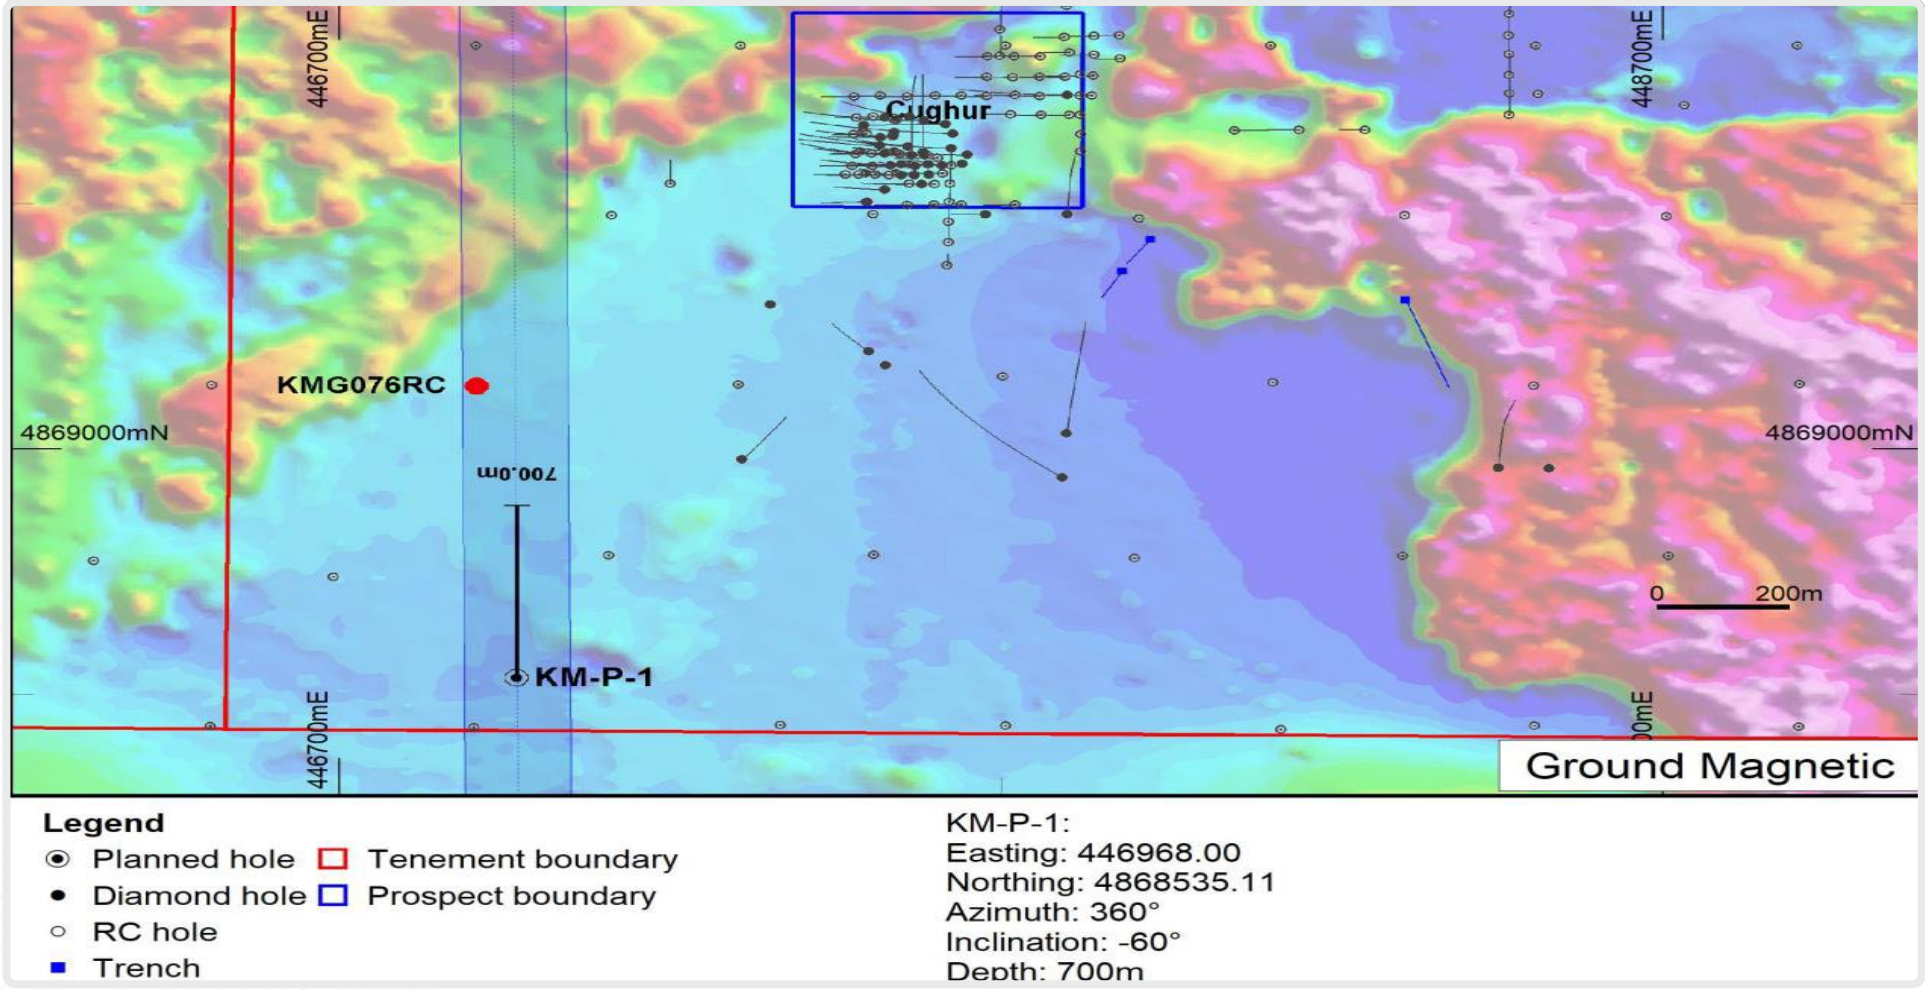 446700mE
448700mE
Cughur
KMG076RC
4869000mN
4869000mN
700.0m
0 200m
KM-P-1
446700mE
00mE
Ground Magnetic
Legend
Planned hole
Tenement boundary
Diamond hole
Prospect boundary
RC hole
Trench
KM-P-1:
Easting: 446968.00
Northing: 4868535.11
Azimuth: 360°
Inclination: -60°
Depth: 700m